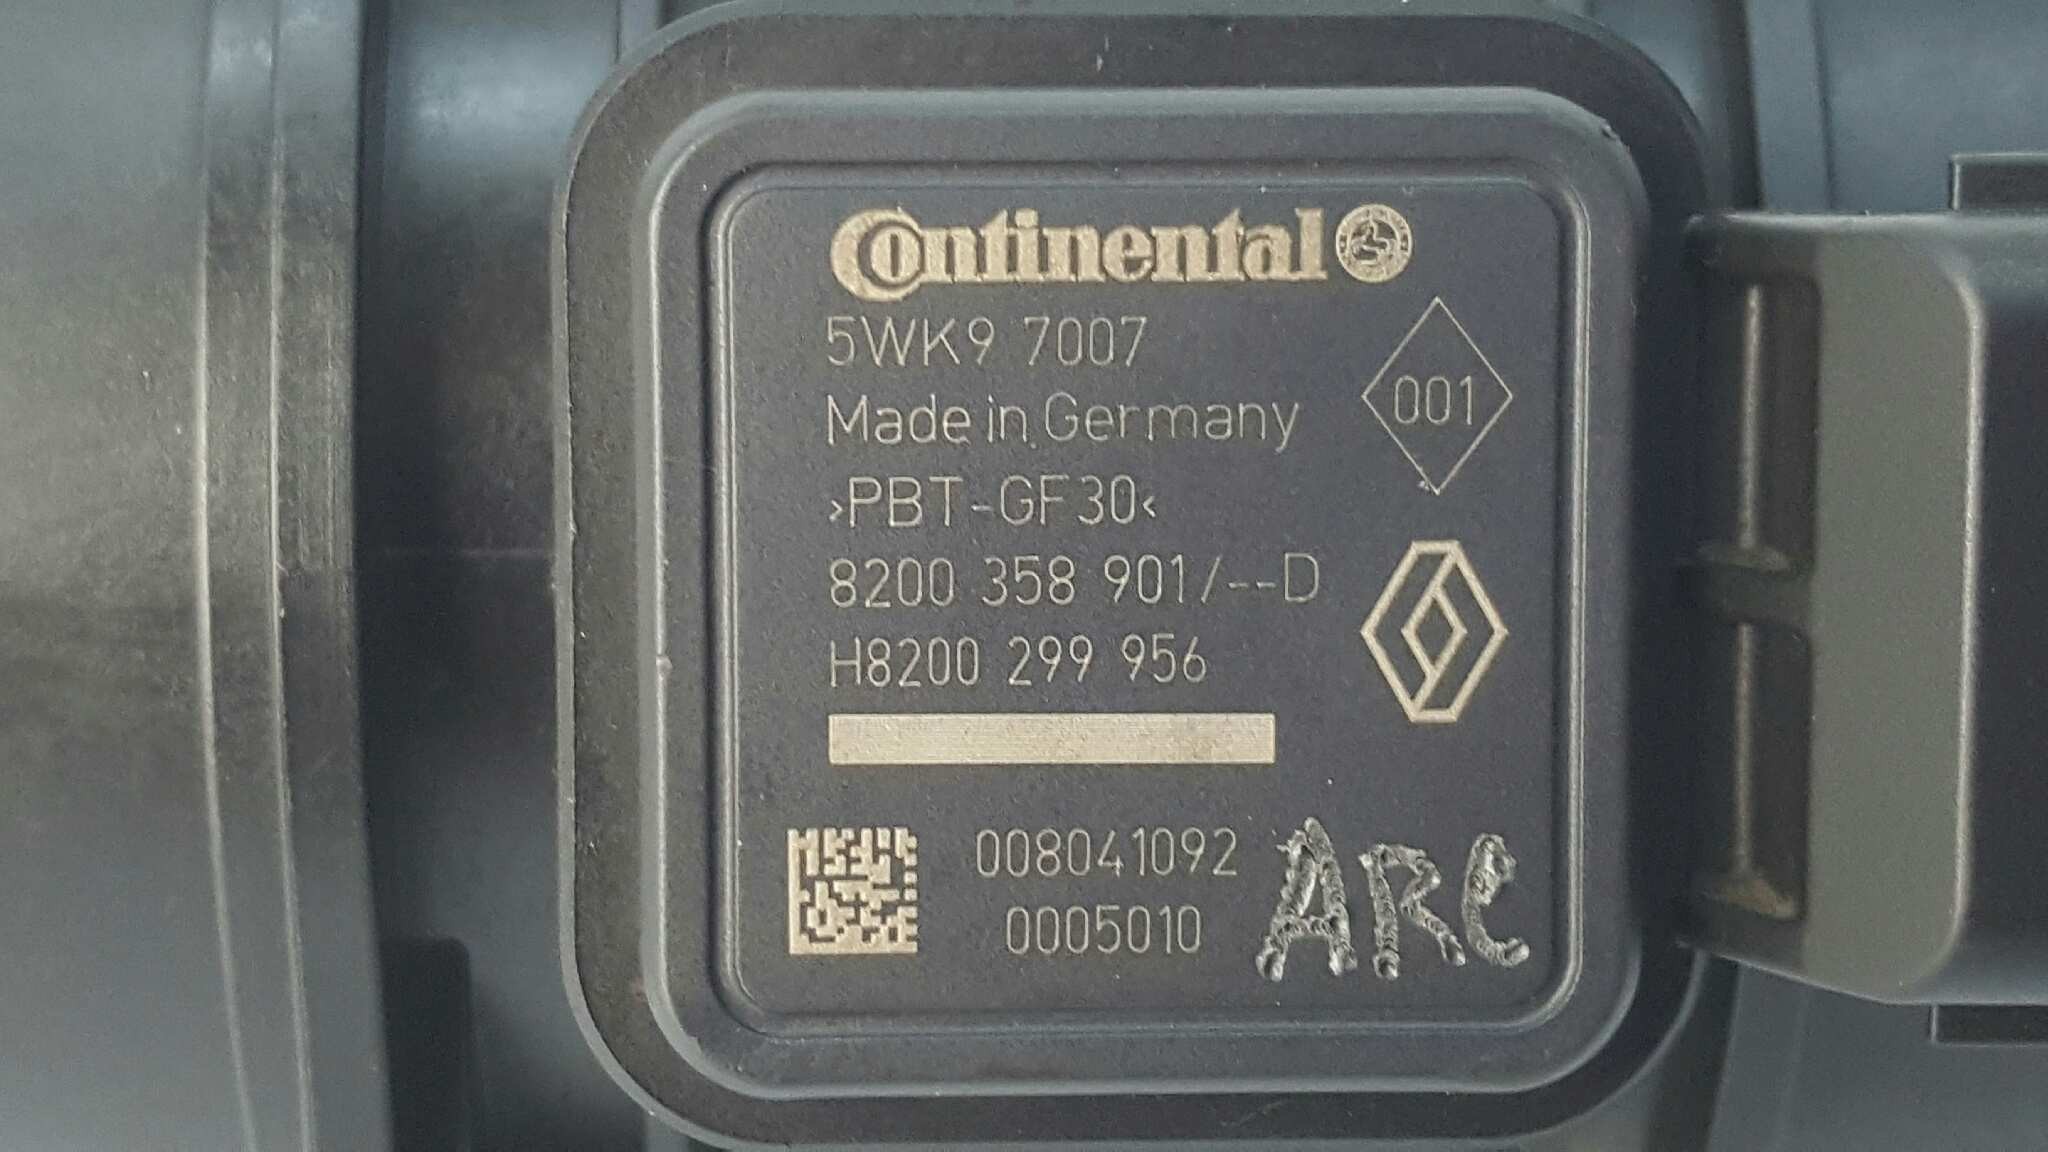 Continental
5WK9 7007
001
Made in Germany
>PBT-GF30<
8200 358 901/--D
H8200 299 956
008041092
0005010
ARC